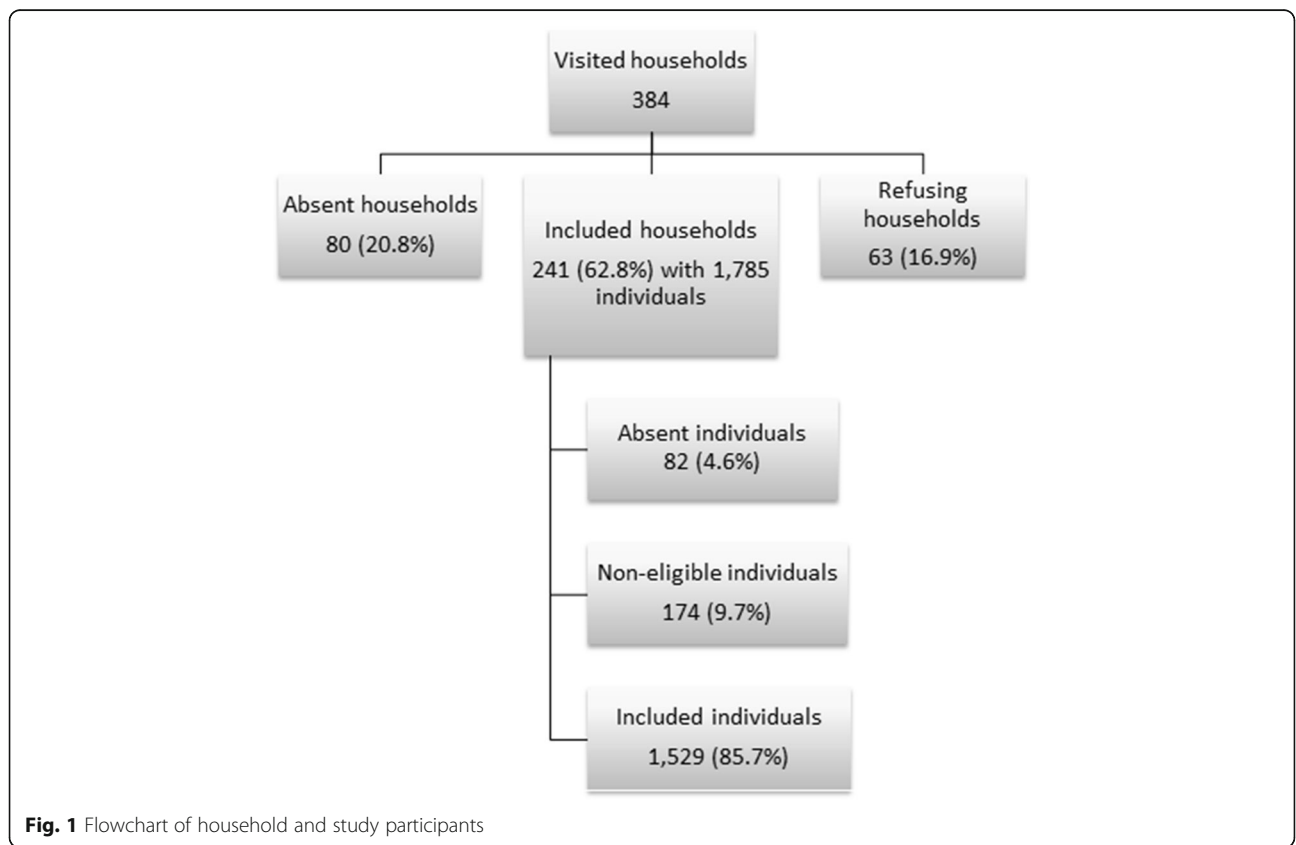 Visited households
384
Absent households
80 (20.8%)
Included households
241 (62.8%) with 1,785
individuals
Refusing
households
63 (16.9%)
Absent individuals
82 (4.6%)
Non-eligible individuals
174 (9.7%)
Included individuals
1,529 (85.7%)
Fig. 1 Flowchart of household and study participants